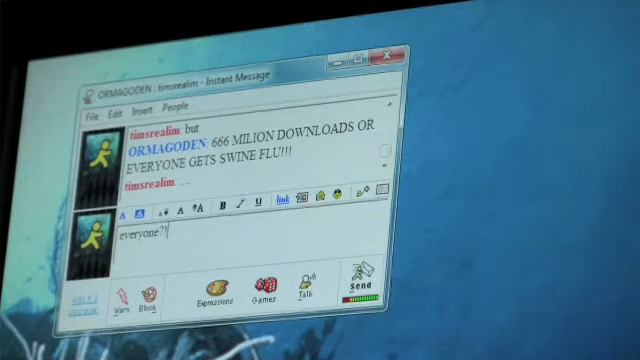 ORMAGODEN : timsrealim - Instant Message
File Edit Insert People
timsrealim: but
ORMAGODEN: 666 MILION DOWNLOADS OR
EVERYONE GETS SWINE FLU!!!
timsrealim: ....
A A A A A B I U link
everyone?!
Warn Block Expressions Games Talk Send